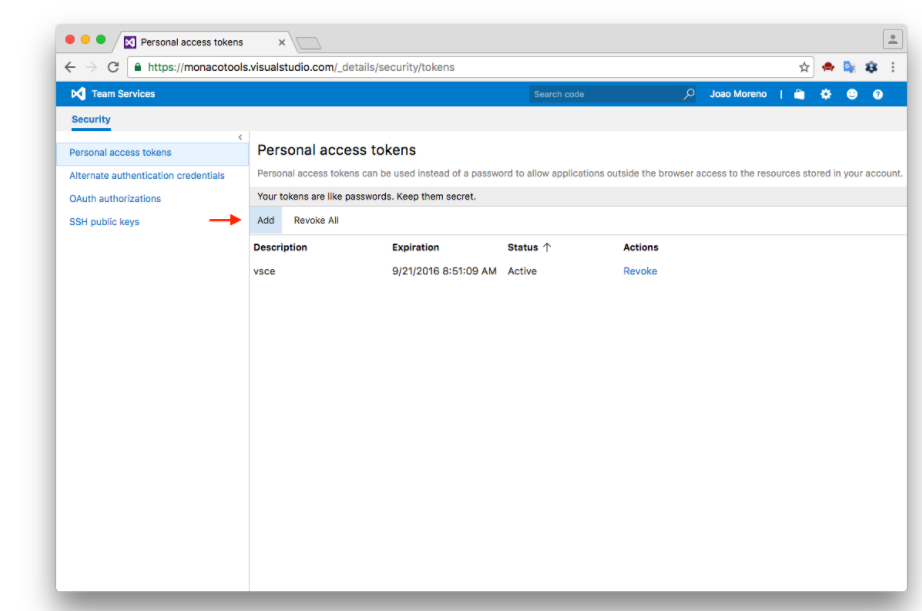 Personal access tokens
https://monacotools.visualstudio.com/_details/security/tokens
Team Services
Search code
Joao Moreno
Security
Personal access tokens
Alternate authentication credentials
OAuth authorizations
SSH public keys
Personal access tokens
Personal access tokens can be used instead of a password to allow applications outside the browser access to the resources stored in your account.
Your tokens are like passwords. Keep them secret.
Add Revoke All
Description Expiration Status ↑ Actions
vsce 9/21/2016 8:51:09 AM Active Revoke